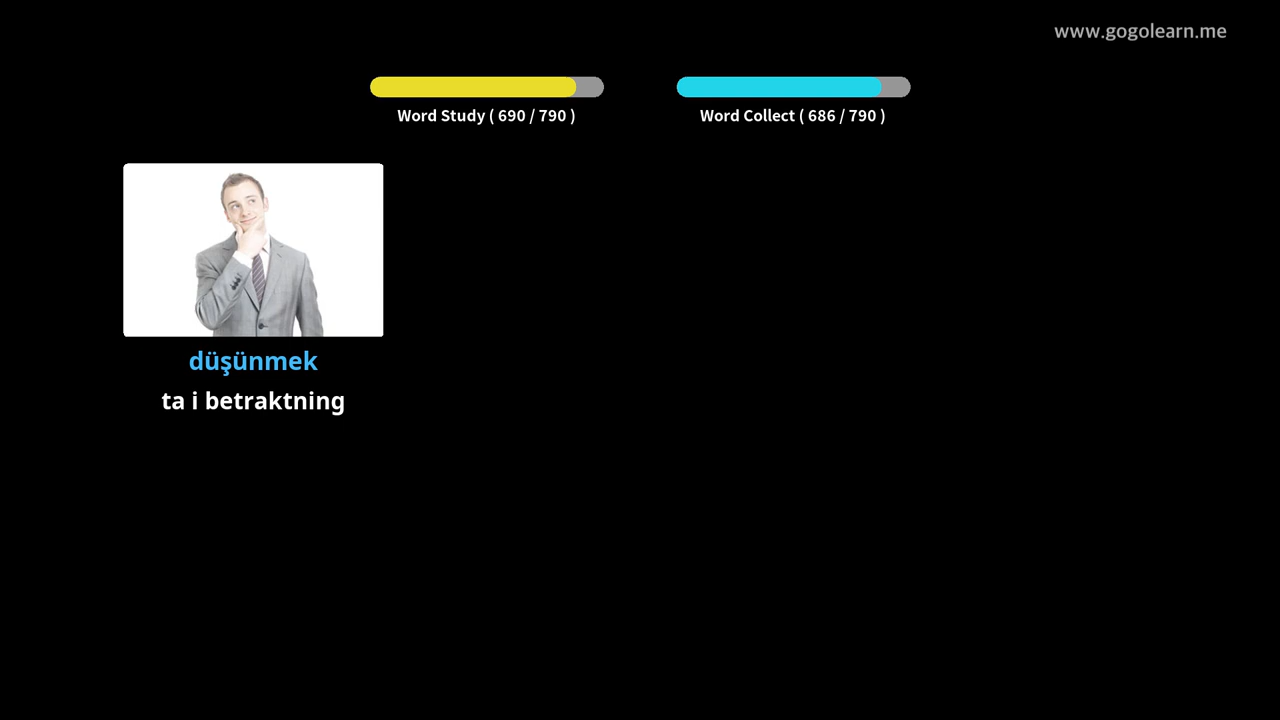 www.gogolearn.me
Word Study ( 690 / 790 )
Word Collect ( 686 / 790 )
düşünmek
ta i betraktning